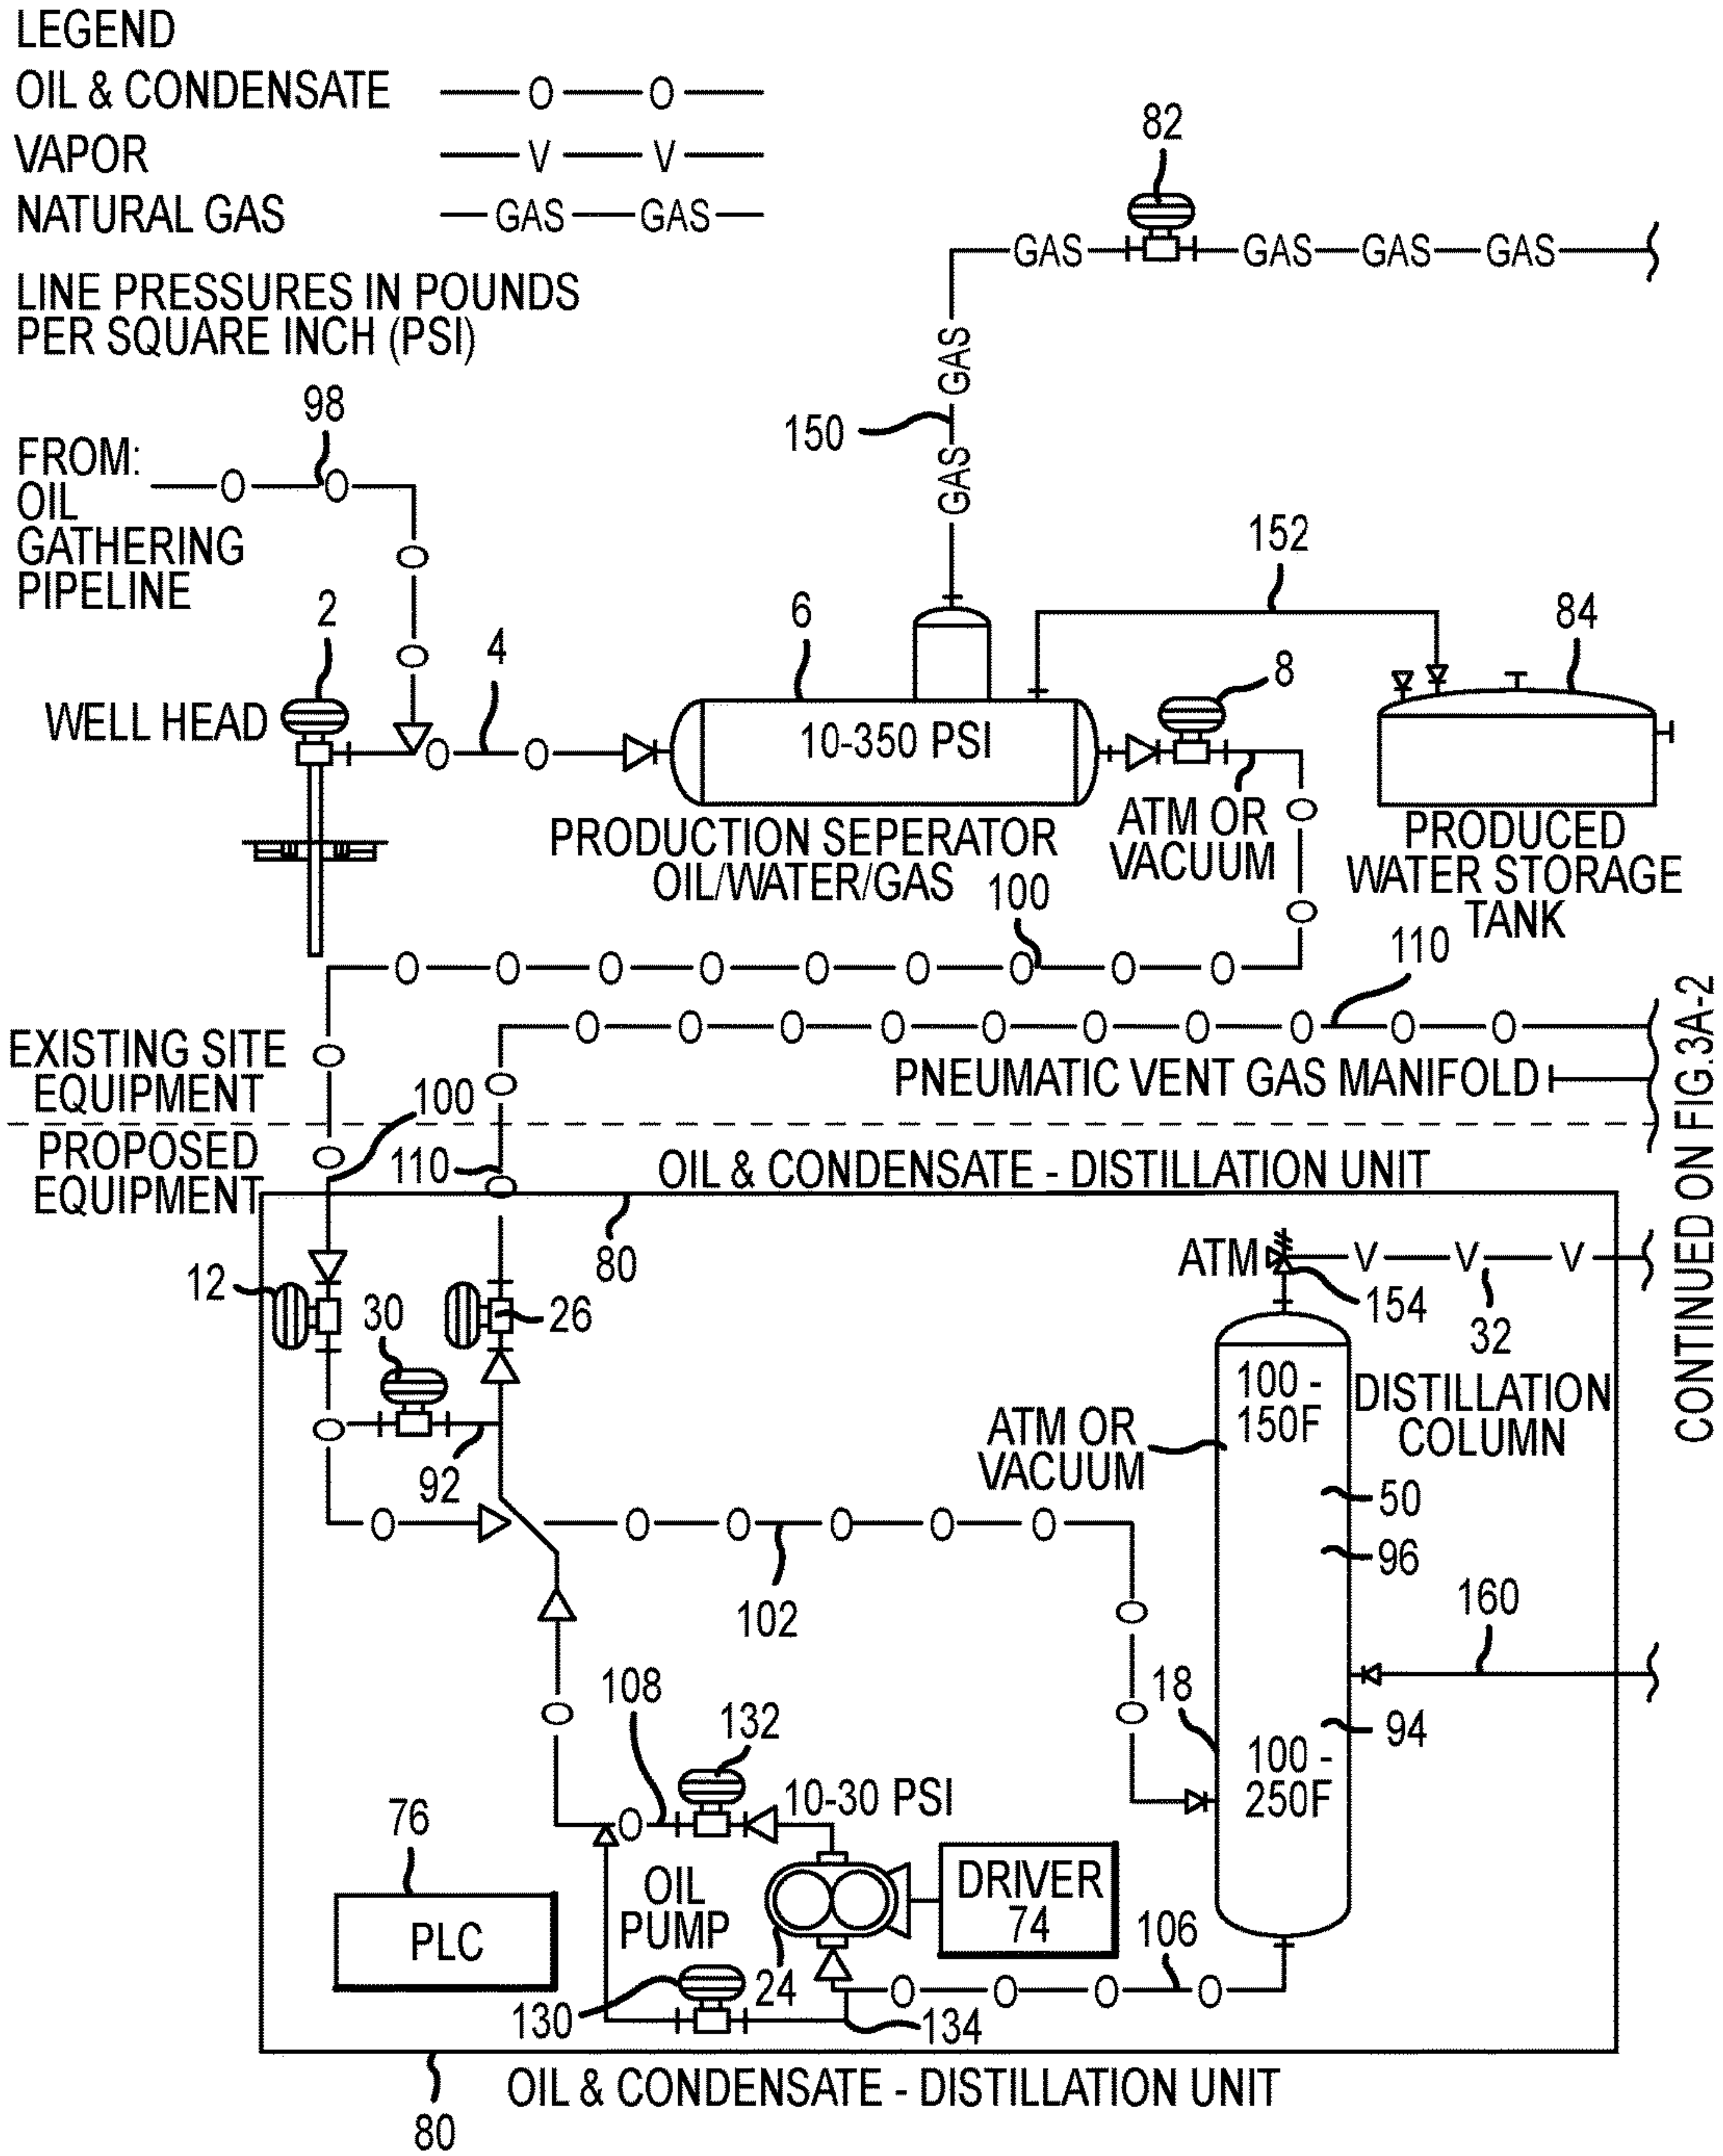 LEGEND
OIL & CONDENSATE —O—O—
VAPOR —V—V—
NATURAL GAS —GAS—GAS—
LINE PRESSURES IN POUNDS
PER SQUARE INCH (PSI)
82
GAS GAS GAS GAS
GAS
GAS
150
98
FROM:
OIL
GATHERING
PIPELINE
152
2
4
6
8
84
WELL HEAD
10-350 PSI
PRODUCTION SEPERATOR
OIL/WATER/GAS
ATM OR
VACUUM
PRODUCED
WATER STORAGE
TANK
100
110
EXISTING SITE
EQUIPMENT
PNEUMATIC VENT GAS MANIFOLD
CONTINUED ON FIG.3A-2
100
PROPOSED
EQUIPMENT
110
OIL & CONDENSATE - DISTILLATION UNIT
80
ATM
V V V
154
32
12
30
26
92
100 -
150F
DISTILLATION
COLUMN
ATM OR
VACUUM
50
96
102
160
18
94
100 -
250F
108
132
10-30 PSI
76
PLC
OIL
PUMP
DRIVER
74
24
106
130
134
OIL & CONDENSATE - DISTILLATION UNIT
80